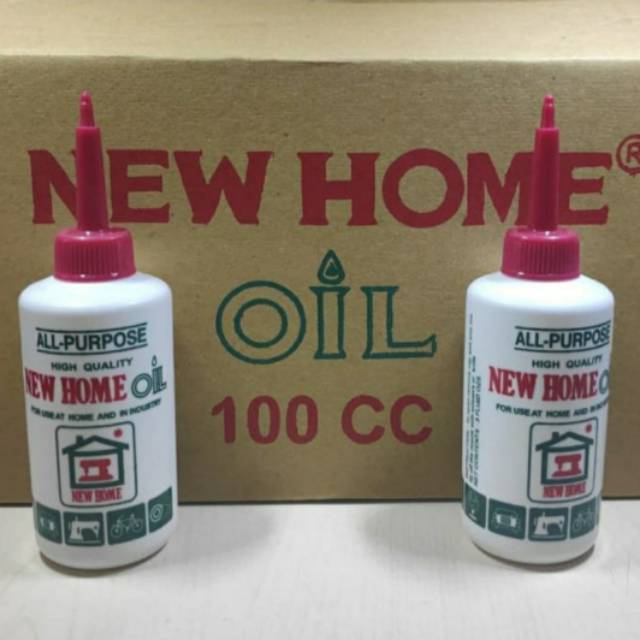 NEW HOME®
OIL
100 CC
ALL-PURPOSE
HIGH QUALITY
NEW HOME OIL
FOR USE AT HOME AND IN INDUSTRY
NEW HOME
ALL-PURPOSE
HIGH QUALITY
NEW HOME
FOR USE AT HOME AND IN INDUSTRY
NEW HOME